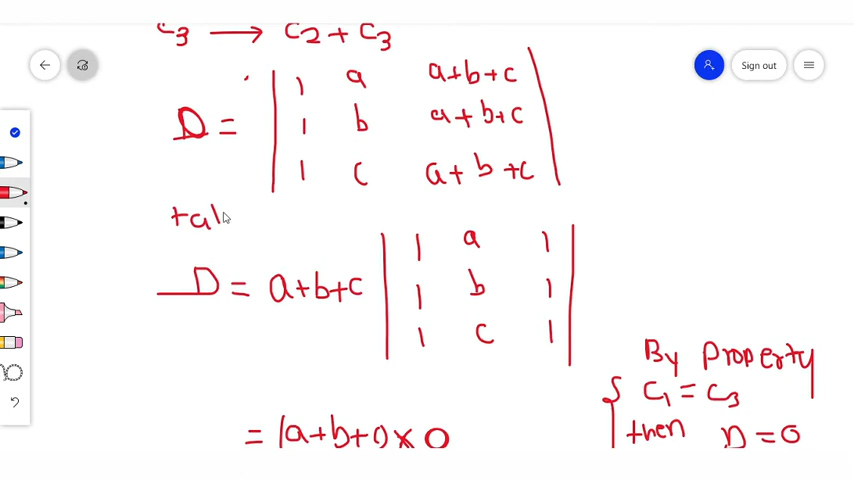 C3 → C2 + C3
D = | 1 a a+b+c |
| 1 b a+b+c |
| 1 c a+b+c |
Sign out
D = a+b+c | 1 a 1 |
| 1 b 1 |
| 1 c 1 |
By Property
{ C1 = C3
then D = 0
= (a+b+c) × 0